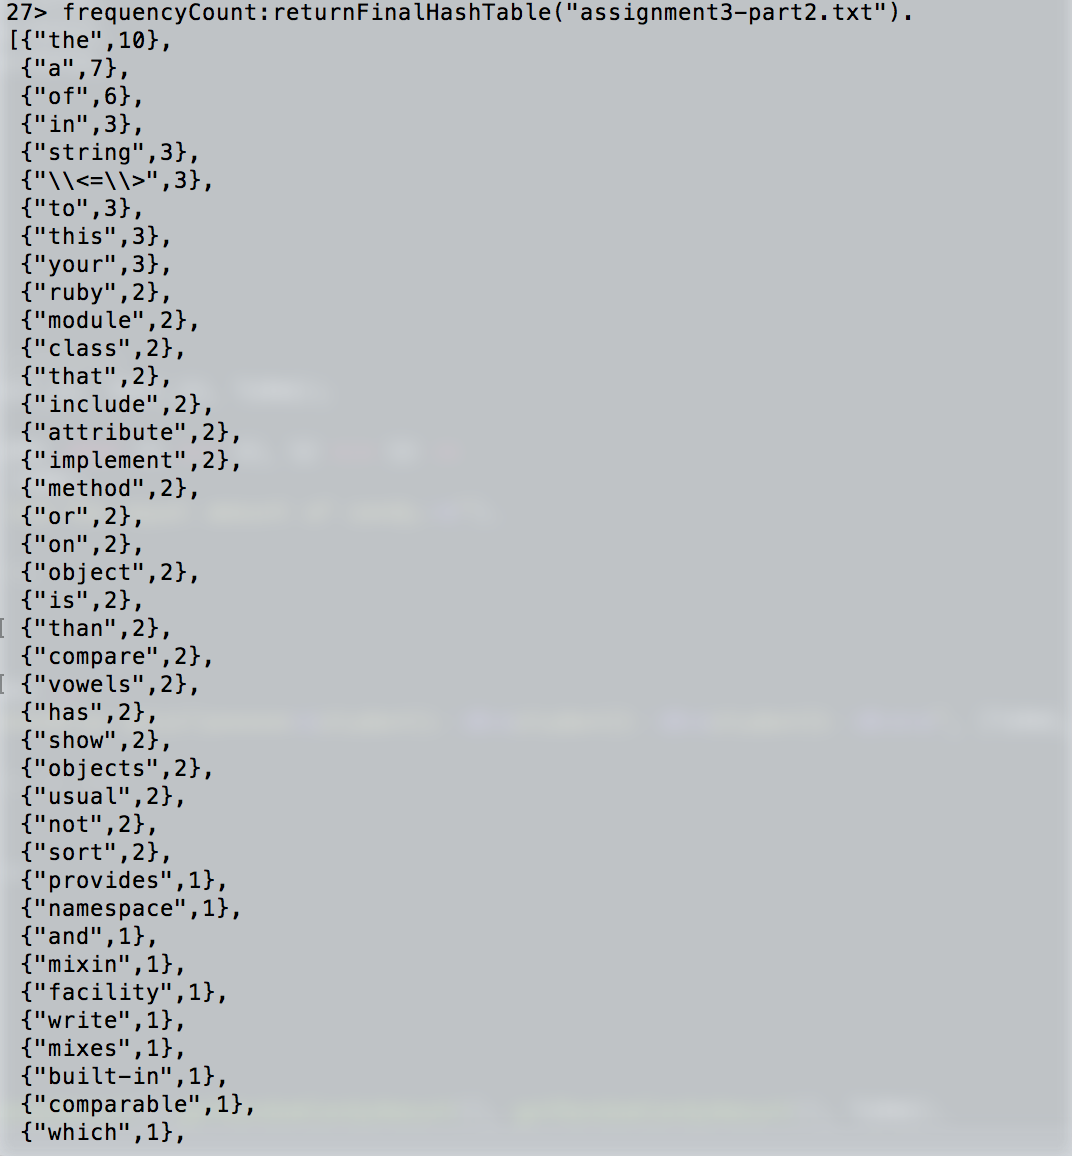 27> frequencyCount:returnFinalHashTable("assignment3-part2.txt").
[{"the",10},
{"a",7},
{"of",6},
{"in",3},
{"string",3},
{"\\<=\\>",3},
{"to",3},
{"this",3},
{"your",3},
{"ruby",2},
{"module",2},
{"class",2},
{"that",2},
{"include",2},
{"attribute",2},
{"implement",2},
{"method",2},
{"or",2},
{"on",2},
{"object",2},
{"is",2},
{"than",2},
{"compare",2},
{"vowels",2},
{"has",2},
{"show",2},
{"objects",2},
{"usual",2},
{"not",2},
{"sort",2},
{"provides",1},
{"namespace",1},
{"and",1},
{"mixin",1},
{"facility",1},
{"write",1},
{"mixes",1},
{"built-in",1},
{"comparable",1},
{"which",1},